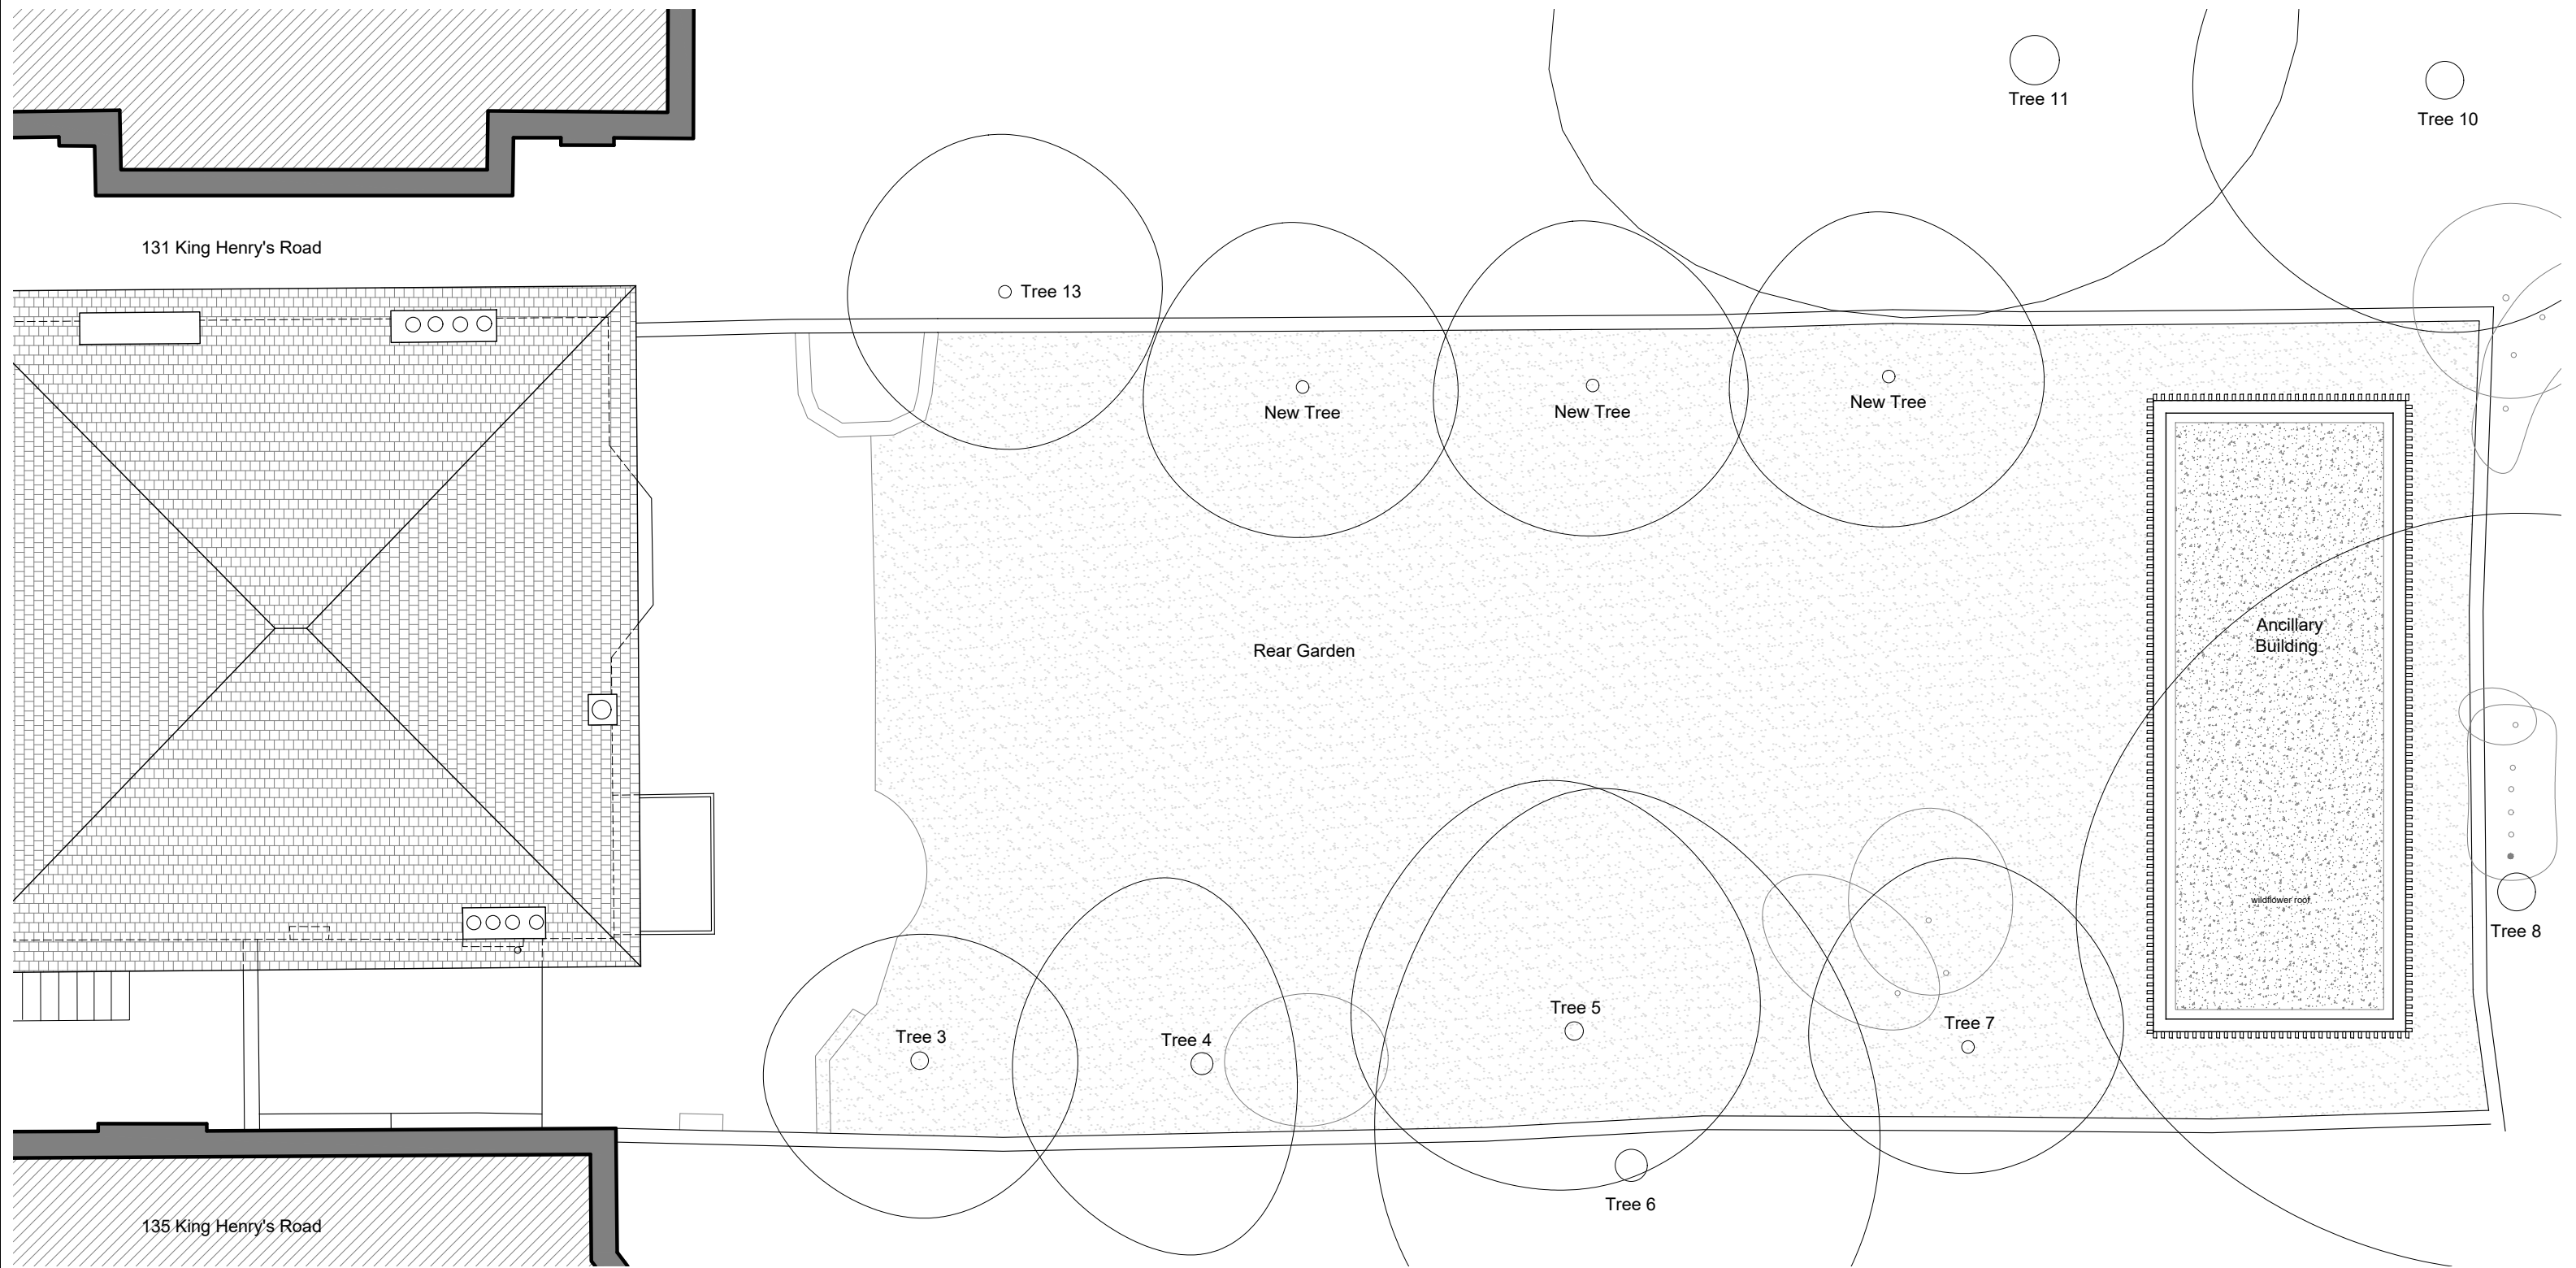 Tree 11
Tree 10
131 King Henry's Road
Tree 13
New Tree
New Tree
New Tree
Rear Garden
Ancillary
Building
wildflower roof
Tree 8
Tree 5
Tree 7
Tree 3
Tree 4
Tree 6
135 King Henry's Road